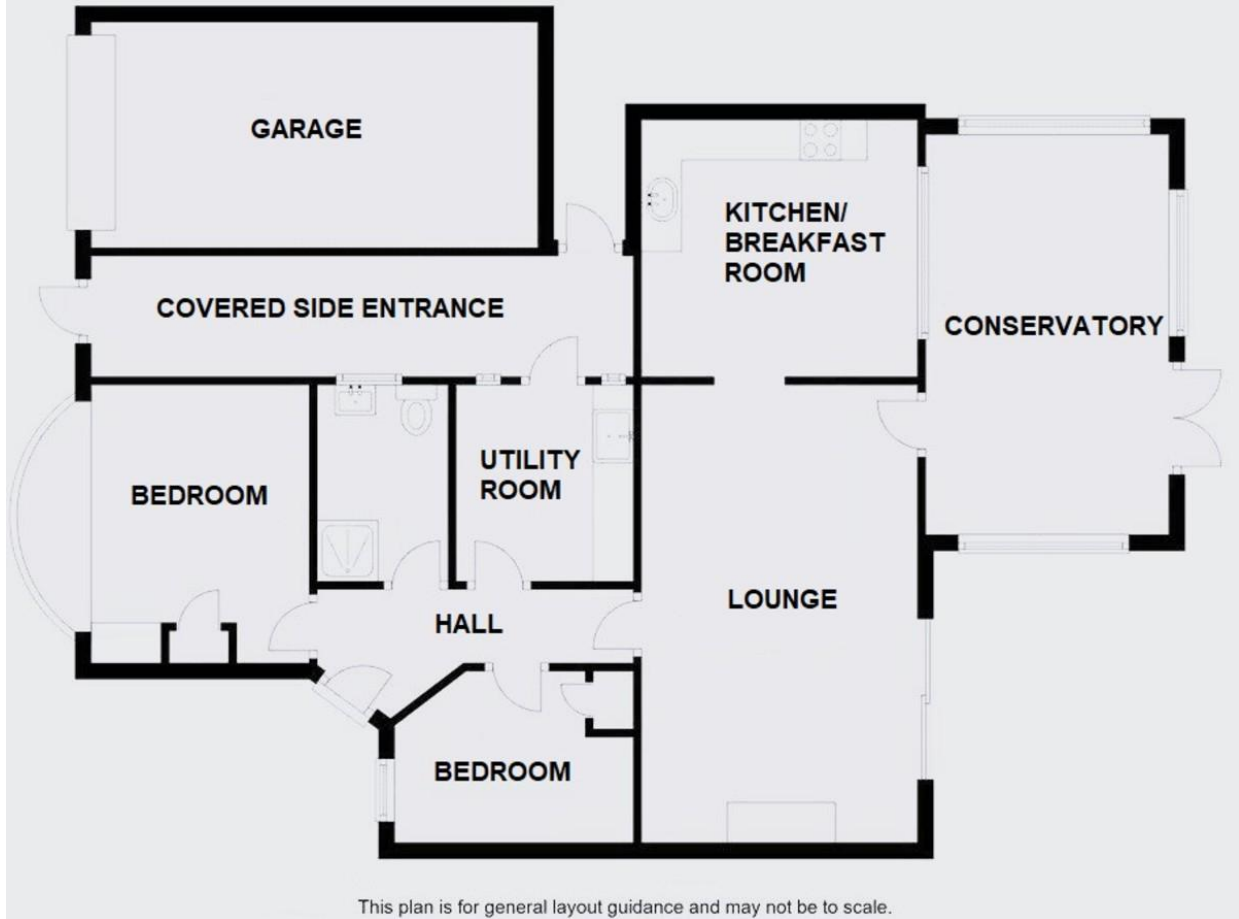 GARAGE
KITCHEN/
BREAKFAST
ROOM
COVERED SIDE ENTRANCE
CONSERVATORY
BEDROOM
UTILITY
ROOM
LOUNGE
HALL
BEDROOM
This plan is for general layout guidance and may not be to scale.